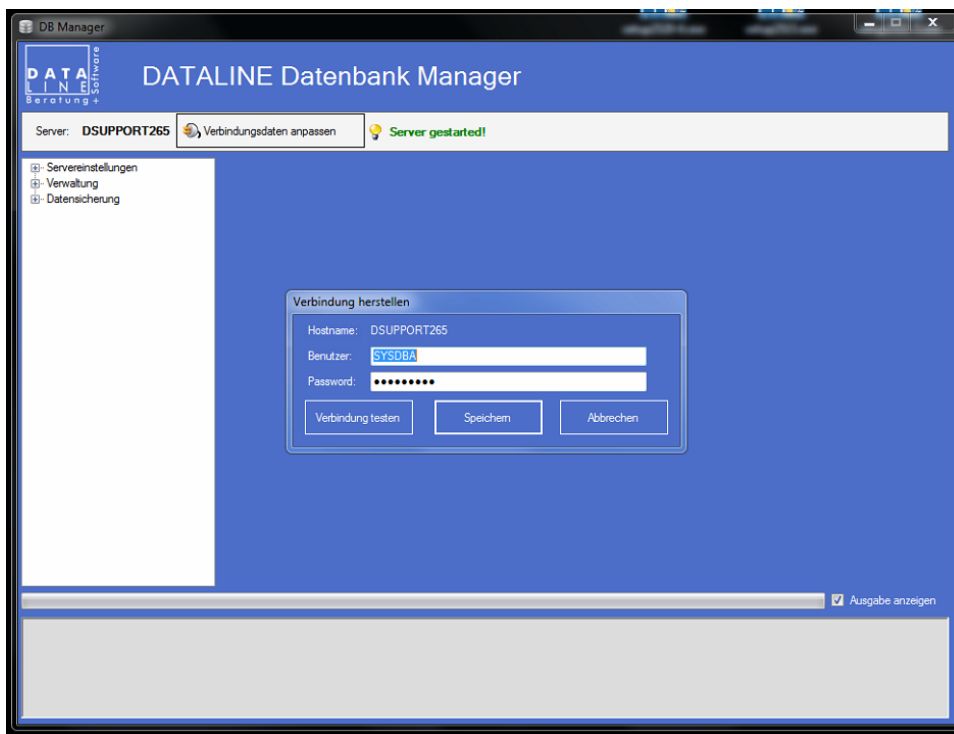 DB Manager
DATA
LINE
Software
Beratung +
DATALINE Datenbank Manager
Server: DSUPPORT265 Verbindungsdaten anpassen Server gestarted!
Servereinstellungen
Verwaltung
Datensicherung
Verbindung herstellen
Hostname: DSUPPORT265
Benutzer: SYSDBA
Password: •••••••••
Verbindung testen Speichern Abbrechen
Ausgabe anzeigen